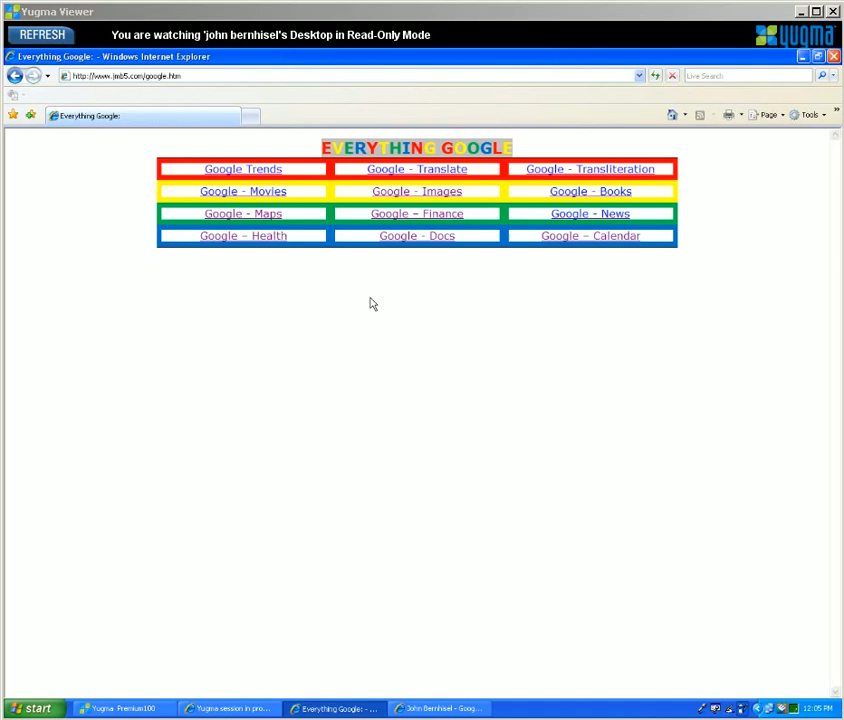 Yugma Viewer
REFRESH You are watching 'john bernhisel's Desktop in Read-Only Mode yugma
Everything Google: - Windows Internet Explorer
http://www.jmb5.com/google.htm Live Search
Everything Google: Page Tools
EVERYTHING GOOGLE
Google Trends Google - Translate Google - Transliteration
Google - Movies Google - Images Google - Books
Google - Maps Google – Finance Google - News
Google – Health Google - Docs Google – Calendar
start Yugma Premium100 Yugma session in pro... Everything Google: - ... John Bernhisel - Goog... 12:05 PM